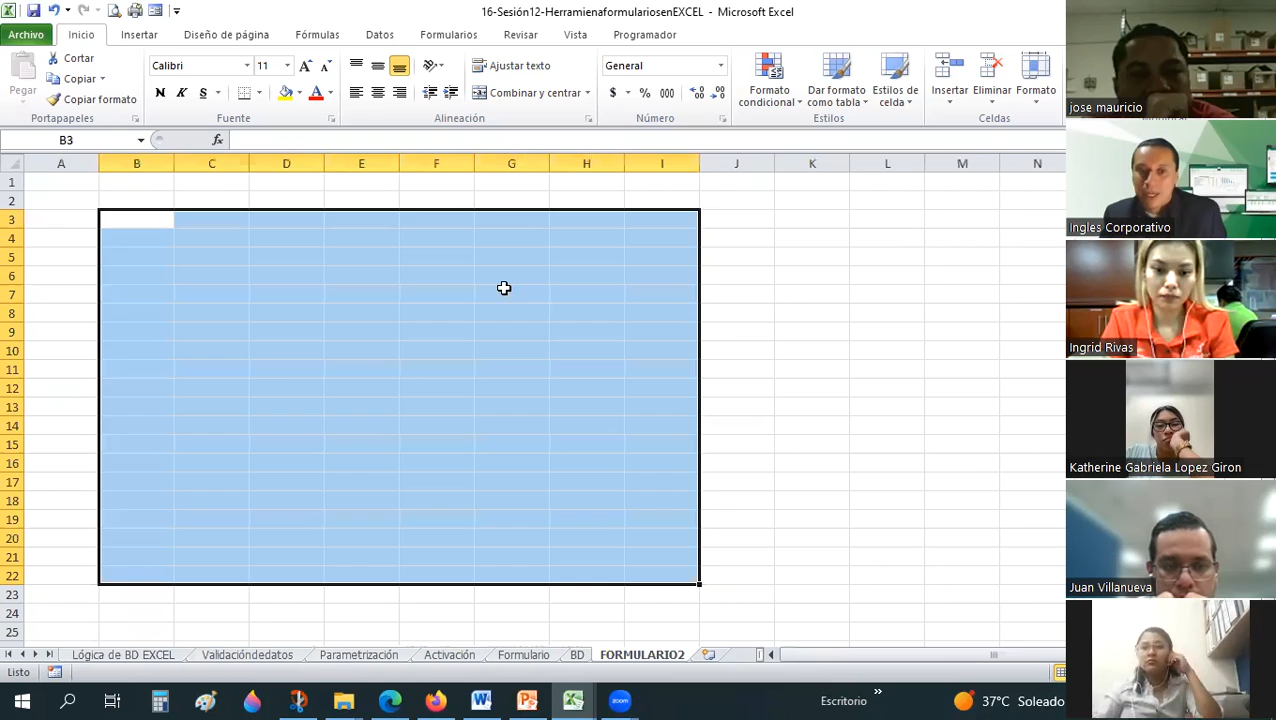 16-Sesión12-HerramienaformulariosenEXCEL - Microsoft Excel
Archivo Inicio Insertar Diseño de página Fórmulas Datos Formularios Revisar Vista Programador
Pegar
Cortar
Copiar
Copiar formato
Portapapeles
Calibri 11
N K S
Fuente
Ajustar texto
Combinar y centrar
Alineación
General
$ % 000
Número
Formato condicional
Dar formato como tabla
Estilos de celda
Estilos
Insertar
Eliminar
Formato
Celdas
B3
fx
A B C D E F G H I J K L M N
1
2
3
4
5
6
7
8
9
10
11
12
13
14
15
16
17
18
19
20
21
22
23
24
25
Lógica de BD EXCEL Validacióndedatos Parametrización Activación Formulario BD FORMULARIO2
Listo
Escritorio
37°C Soleado
zoom
jose mauricio
Ingles Corporativo
Ingrid Rivas
Katherine Gabriela Lopez Giron
Juan Villanueva